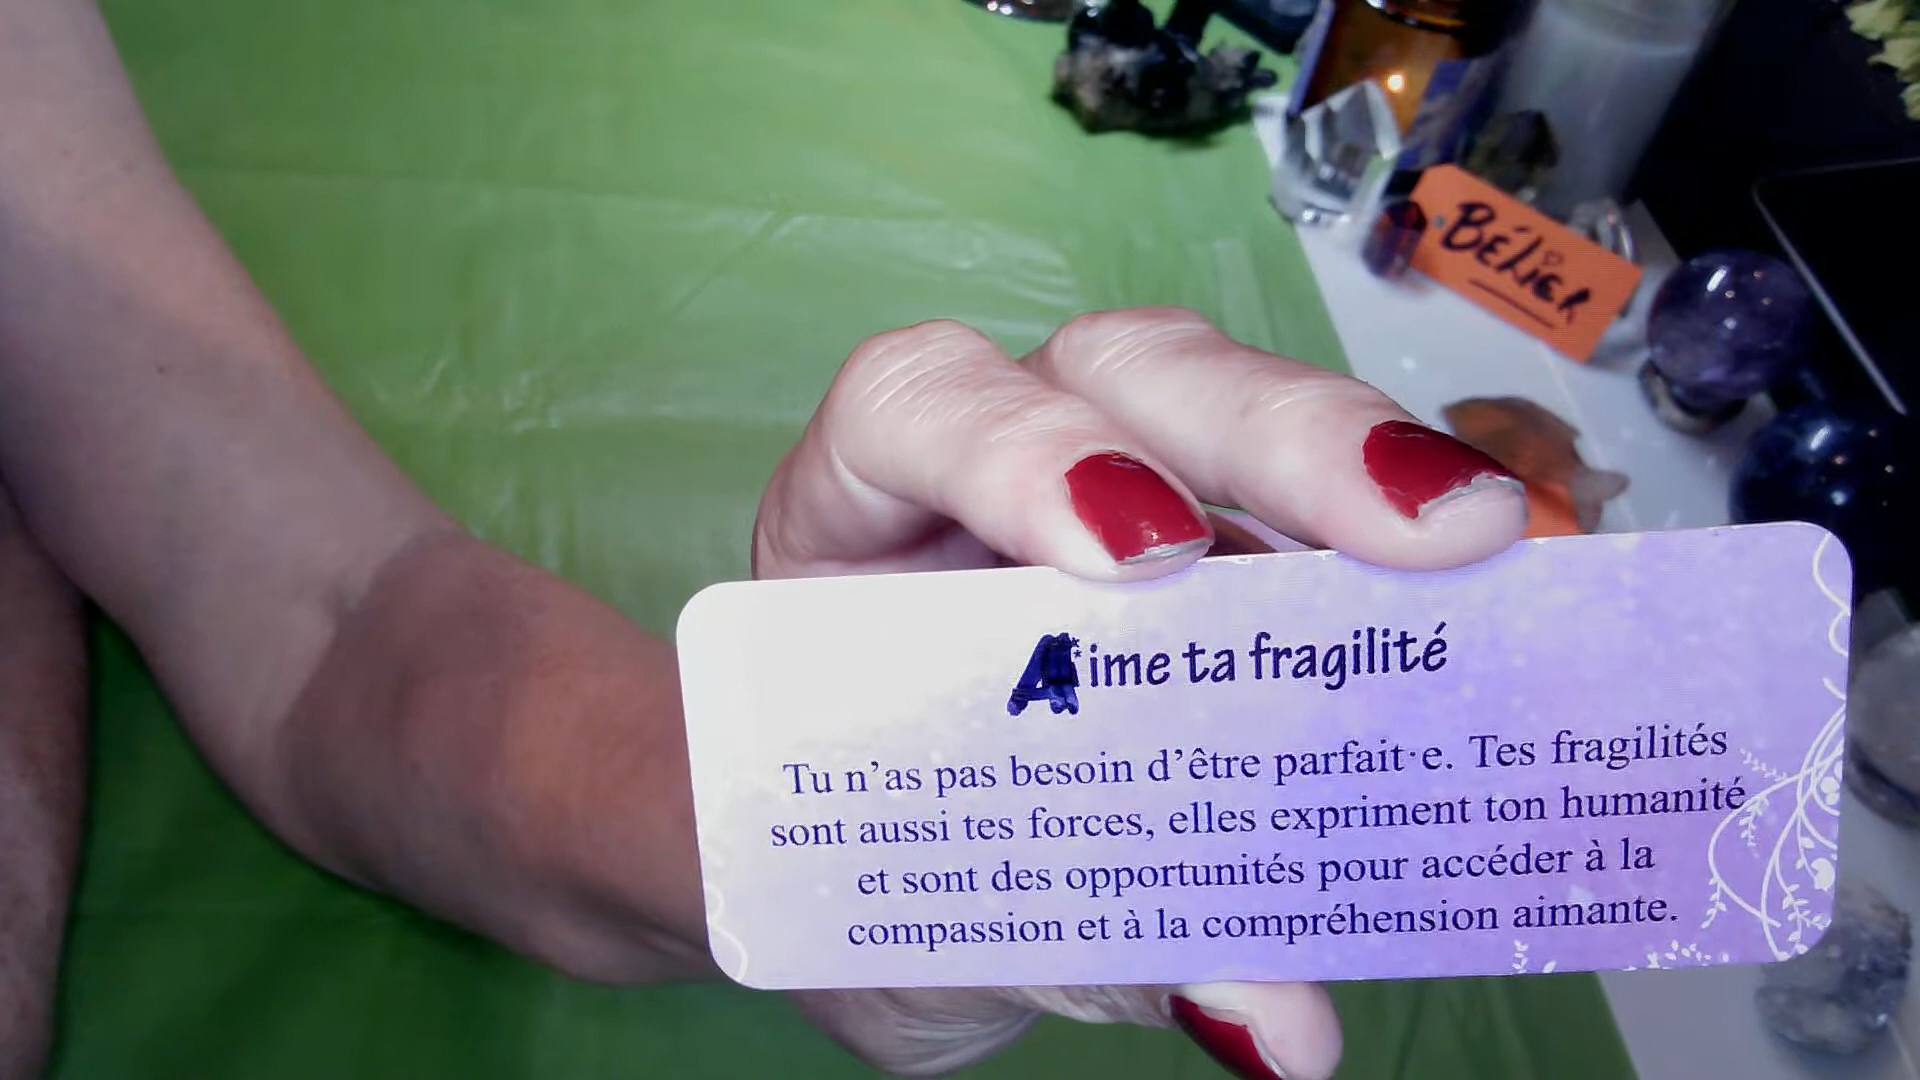 BÉLIER
Aime ta fragilité
Tu n'as pas besoin d'être parfait·e. Tes fragilités
sont aussi tes forces, elles expriment ton humanité
et sont des opportunités pour accéder à la
compassion et à la compréhension aimante.